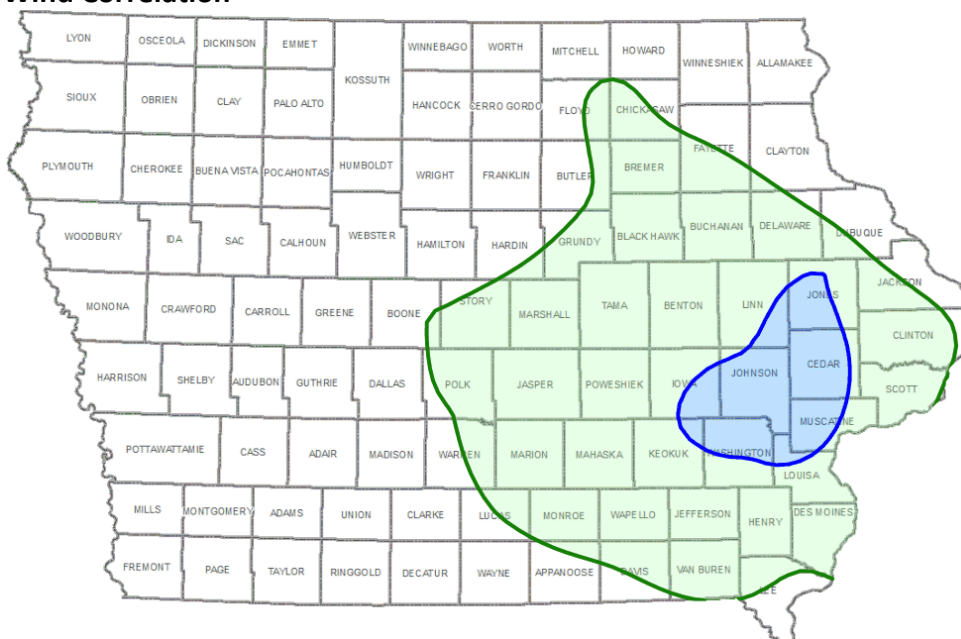 Wind Correlation
LYON OSCEOLA DICKINSON EMMET WINNEBAGO WORTH MITCHELL HOWARD WINNESHIEK ALLAMAKEE
KOSSUTH
SIOUX OBRIEN CLAY PALO ALTO HANCOCK CERRO GORDO FLOYD CHICKASAW
PLYMOUTH CHEROKEE BUENA VISTA POCAHONTAS HUMBOLDT WRIGHT FRANKLIN BUTLER BREMER FAYETTE CLAYTON
WOODBURY IDA SAC CALHOUN WEBSTER HAMILTON HARDIN GRUNDY BLACK HAWK BUCHANAN DELAWARE DUBUQUE
MONONA CRAWFORD CARROLL GREENE BOONE STORY MARSHALL TAMA BENTON LINN JONES JACKSON
CLINTON
HARRISON SHELBY AUDUBON GUTHRIE DALLAS POLK JASPER POWESHIEK IOWA JOHNSON CEDAR SCOTT
MUSCATINE
POTTAWATTAMIE CASS ADAIR MADISON WARREN MARION MAHASKA KEOKUK WASHINGTON LOUISA
MILLS MONTGOMERY ADAMS UNION CLARKE LUCAS MONROE WAPELLO JEFFERSON HENRY DES MOINES
FREMONT PAGE TAYLOR RINGGOLD DECATUR WAYNE APPANOOSE DAVIS VAN BUREN LEE